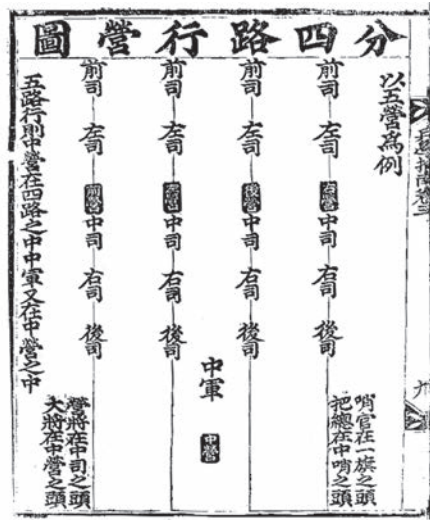 分四路行營圖
以五營爲例
哨官在一旗之頭
把總在中哨之頭
前司 左司 右營 中司 右司 後司
前司 左司 後營 中司 右司 後司
中軍 中營
前司 左司 左營 中司 右司 後司
前司 左司 前營 中司 右司 後司
營將在中司之頭
大將在中營之頭
五路行則中營在四路之中中軍又在中營之中
九